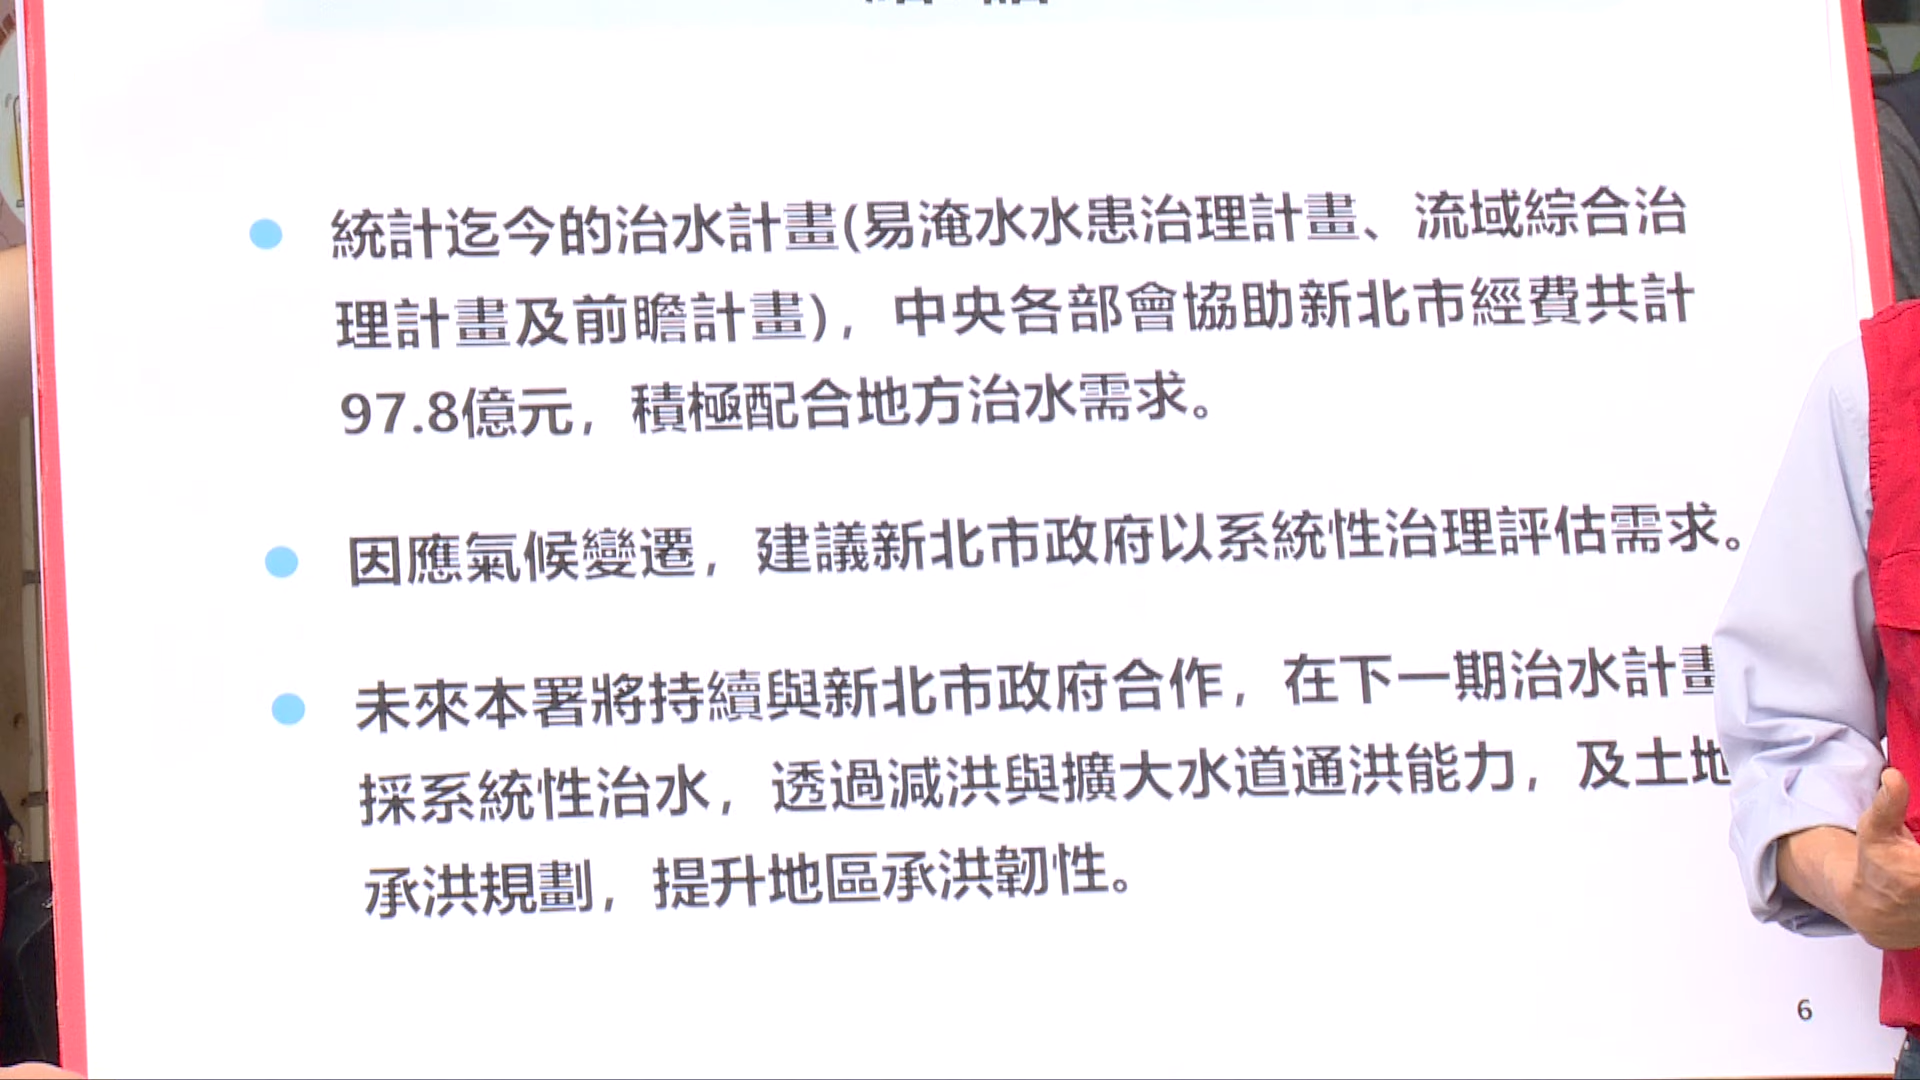 統計迄今的治水計畫(易淹水水患治理計畫、流域綜合治
理計畫及前瞻計畫)，中央各部會協助新北市經費共計
97.8億元，積極配合地方治水需求。
因應氣候變遷，建議新北市政府以系統性治理評估需求。
未來本署將持續與新北市政府合作，在下一期治水計畫
採系統性治水，透過減洪與擴大水道通洪能力，及土地
承洪規劃，提升地區承洪韌性。
6